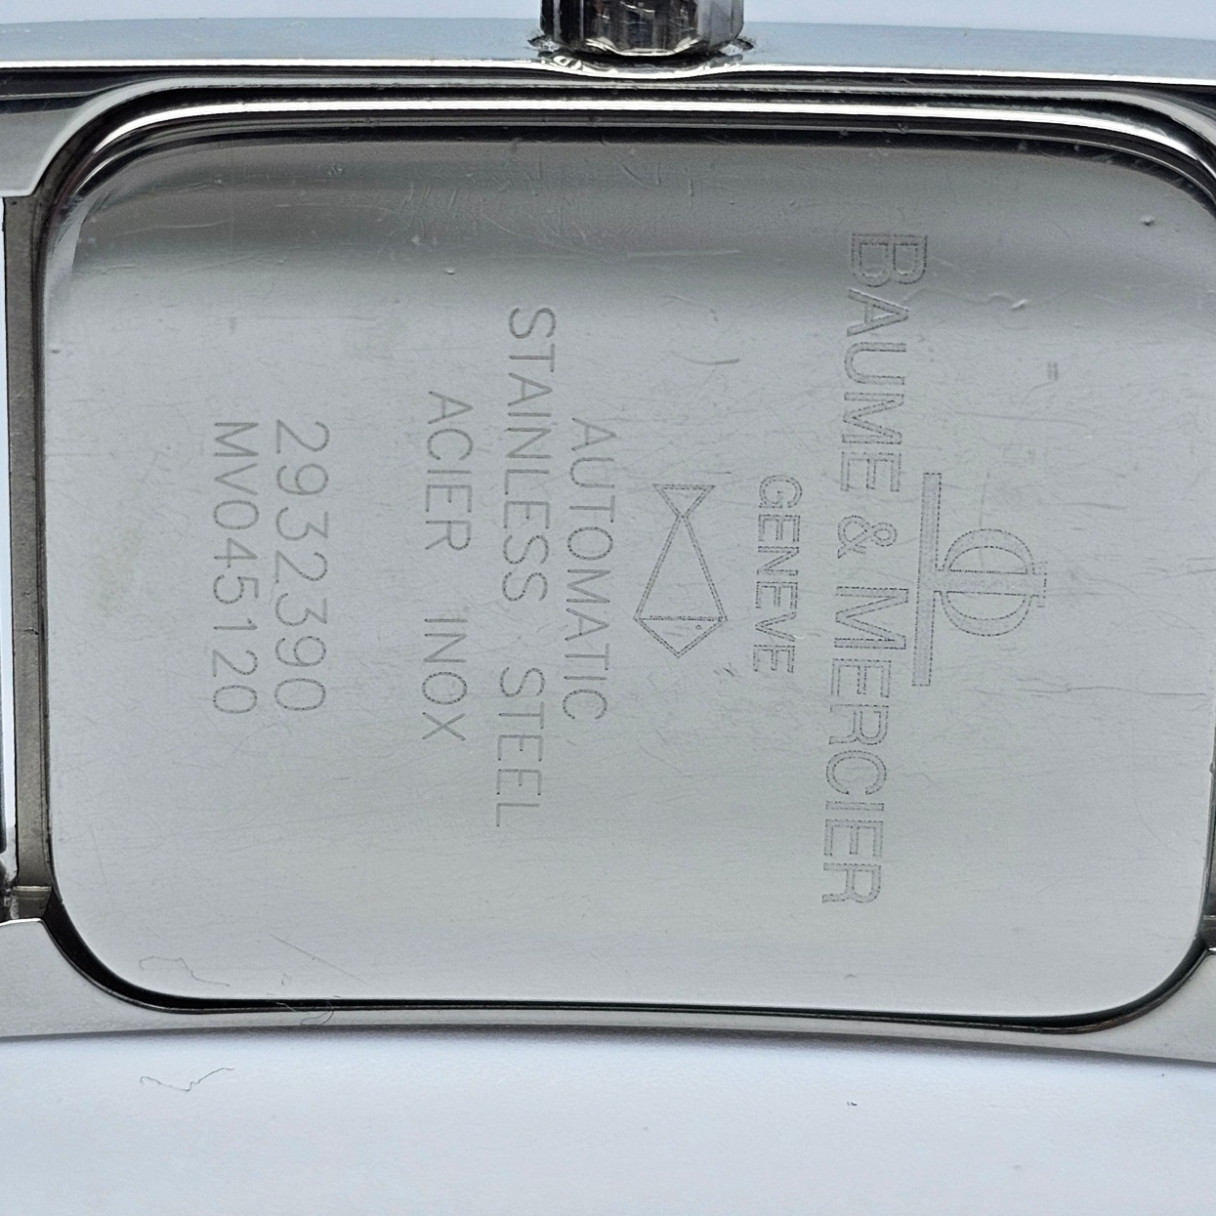 BAUME & MERCIER
GENEVE
AUTOMATIC
STAINLESS STEEL
ACIER INOX
2932390
MV045120